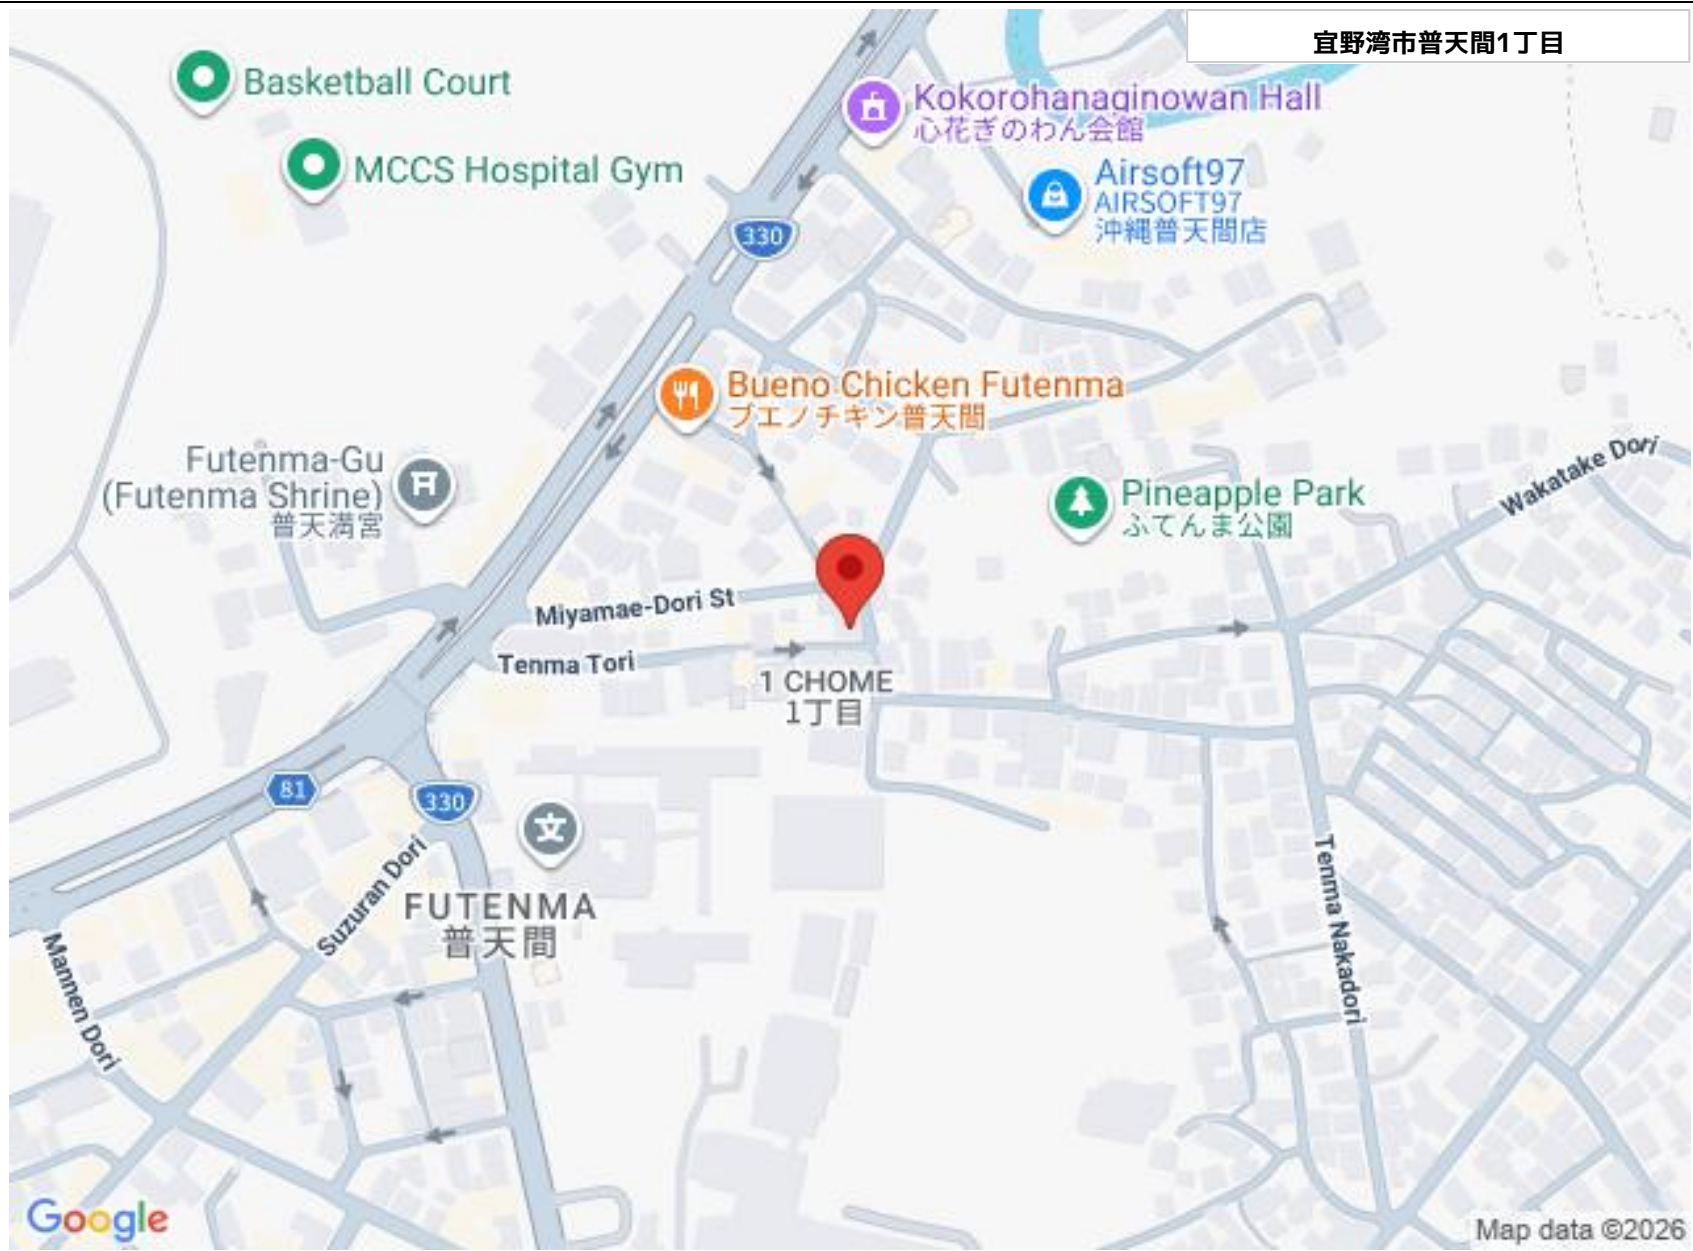 宜野湾市普天間1丁目
Basketball Court
MCCS Hospital Gym
Kokorohanaginowan Hall
心花ぎのわん会館
Airsoft97
AIRSOFT97
沖縄普天間店
330
Bueno Chicken Futenma
ブエノチキン普天間
Futenma-Gu
(Futenma Shrine)
普天満宮
Pineapple Park
ふてんま公園
Wakatake Dori
Miyamae-Dori St
Tenma Tori
1 CHOME
1丁目
81
330
文
Suzuran Dori
FUTENMA
普天間
Mannen Dori
Tenma Nakadori
Google
Map data ©2026